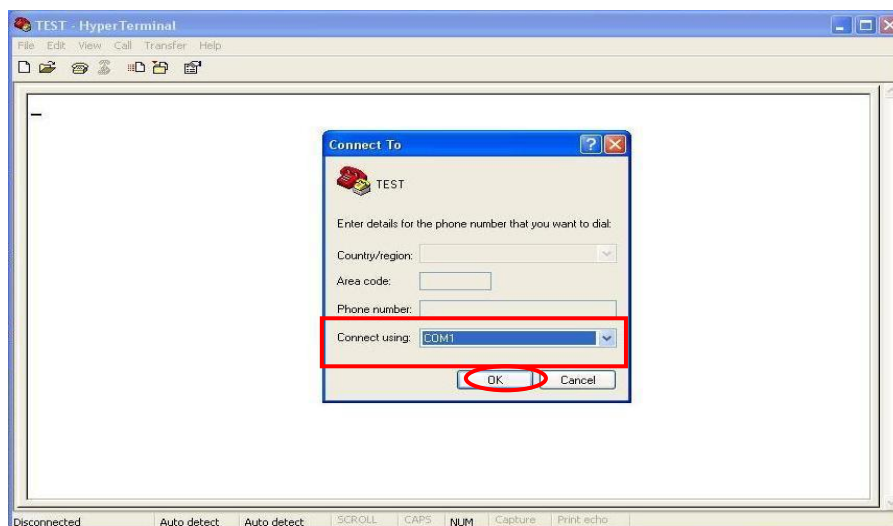 TEST - HyperTerminal
File Edit View Call Transfer Help
Connect To
TEST
Enter details for the phone number that you want to dial:
Country/region:
Area code:
Phone number:
Connect using: COM1
OK Cancel
Disconnected Auto detect Auto detect SCROLL CAPS NUM Capture Print echo